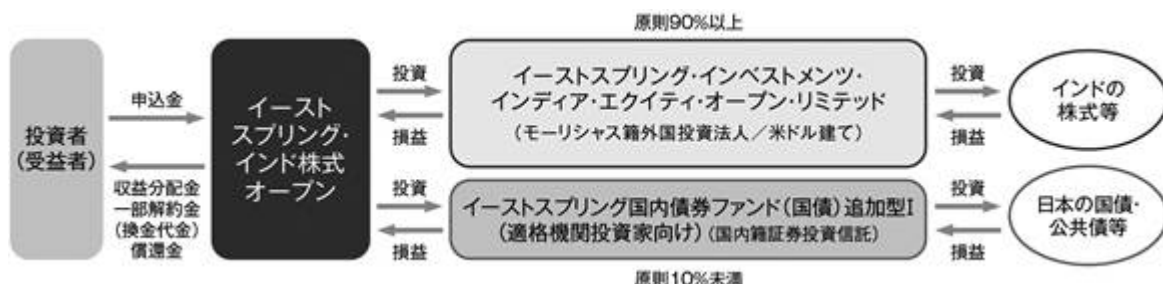 原則90%以上
投資者
(受益者)
申込金
収益分配金
一部解約金
(換金代金)
償還金
イースト
スプリング・
インド株式
オープン
投資
損益
イーストスプリング・インベストメンツ・
インディア・エクイティ・オープン・リミテッド
(モーリシャス籍外国投資法人/米ドル建て)
投資
損益
インドの
株式等
投資
損益
イーストスプリング国内債券ファンド(国債)追加型I
(適格機関投資家向け)(国内籍証券投資信託)
投資
損益
日本の国債・
公共債等
原則10%未満